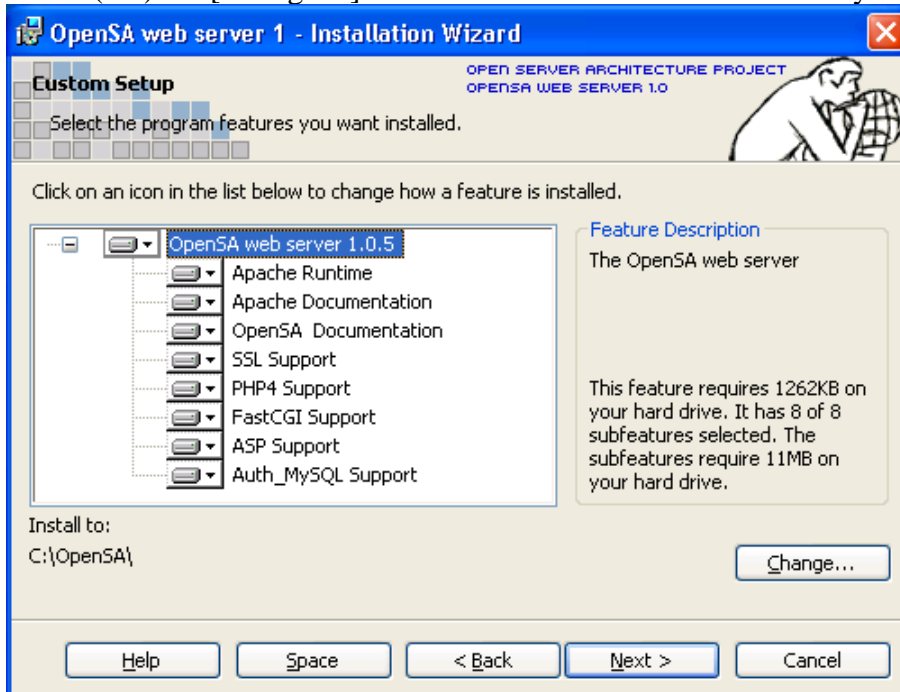 OpenSA web server 1 - Installation Wizard
Custom Setup
OPEN SERVER ARCHITECTURE PROJECT
OPENSA WEB SERVER 1.0
Select the program features you want installed.
Click on an icon in the list below to change how a feature is installed.
OpenSA web server 1.0.5
Apache Runtime
Apache Documentation
OpenSA  Documentation
SSL Support
PHP4 Support
FastCGI Support
ASP Support
Auth_MySQL Support
Feature Description
The OpenSA web server
This feature requires 1262KB on
your hard drive. It has 8 of 8
subfeatures selected. The
subfeatures require 11MB on
your hard drive.
Install to:
C:\OpenSA\
Change...
Help
Space
< Back
Next >
Cancel